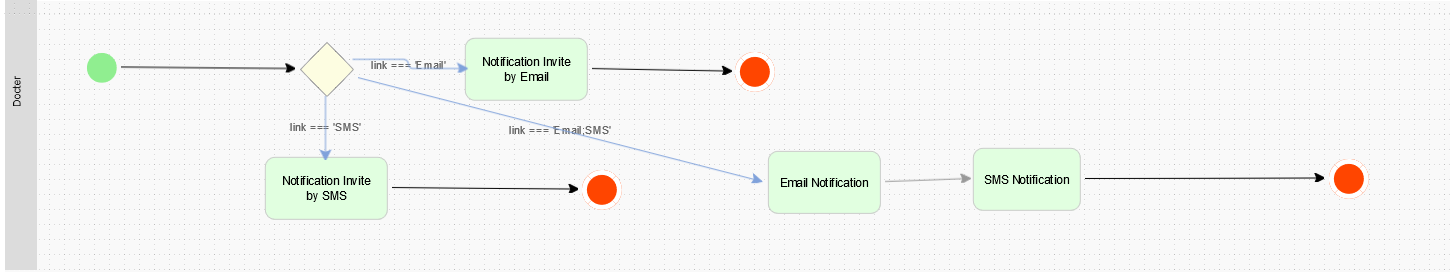 Docter
link === 'Email'
Notification Invite
by Email
link === 'SMS'
link === 'Email;SMS'
Notification Invite
by SMS
Email Notification
SMS Notification